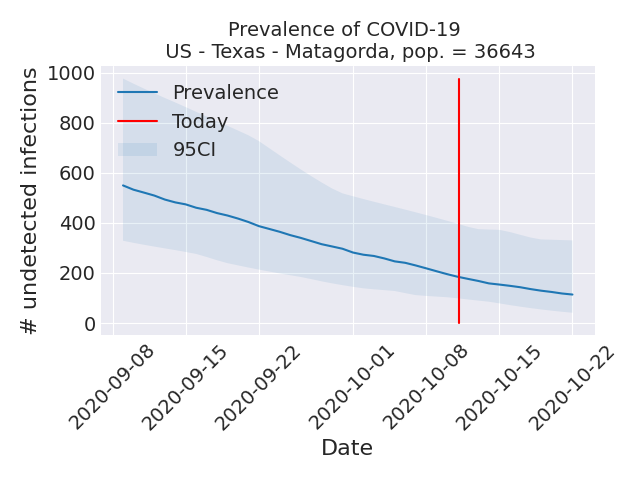 Prevalence of COVID-19
US - Texas - Matagorda, pop. = 36643
# undetected infections
1000
800
600
400
200
0
Prevalence
Today
95CI
2020-09-08
2020-09-15
2020-09-22
2020-10-01
2020-10-08
2020-10-15
2020-10-22
Date